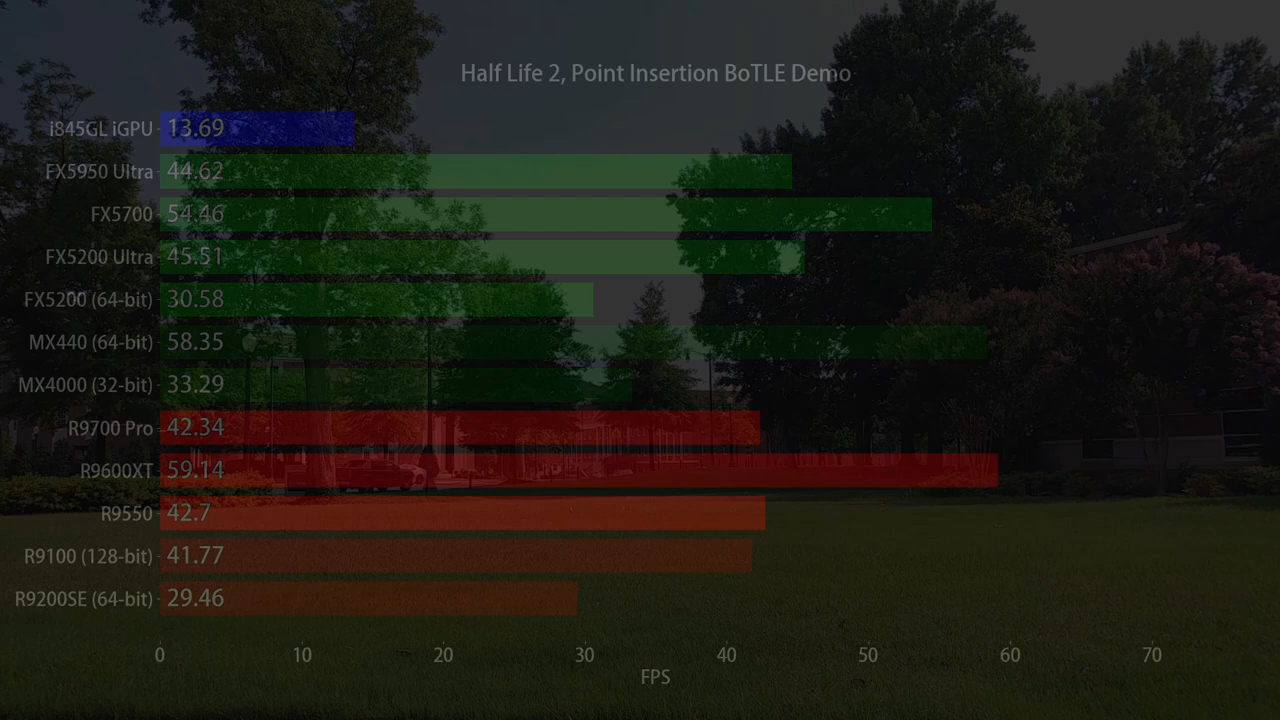 Half Life 2, Point Insertion BoTLE Demo
i845GL iGPU 13.69
FX5950 Ultra 44.62
FX5700 54.46
FX5200 Ultra 45.51
FX5200 (64-bit) 30.58
MX440 (64-bit) 58.35
MX4000 (32-bit) 33.29
R9700 Pro 42.34
R9600XT 59.14
R9550 42.7
R9100 (128-bit) 41.77
R9200SE (64-bit) 29.46
0 10 20 30 40 50 60 70
FPS